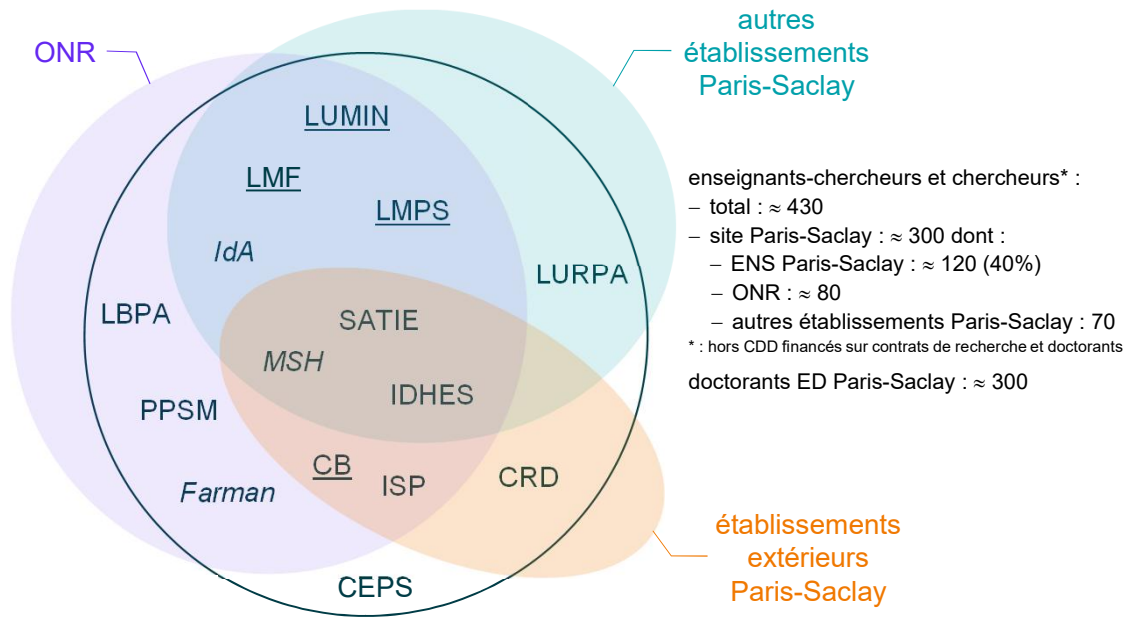 ONR
autres
établissements
Paris-Saclay
LUMIN
LMF
LMPS
IdA
LURPA
LBPA
SATIE
MSH
IDHES
PPSM
CB
ISP
CRD
Farman
CEPS
enseignants-chercheurs et chercheurs* :
– total : ≈ 430
– site Paris-Saclay : ≈ 300 dont :
– ENS Paris-Saclay : ≈ 120 (40%)
– ONR : ≈ 80
– autres établissements Paris-Saclay : 70
* : hors CDD financés sur contrats de recherche et doctorants
doctorants ED Paris-Saclay : ≈ 300
établissements
extérieurs
Paris-Saclay